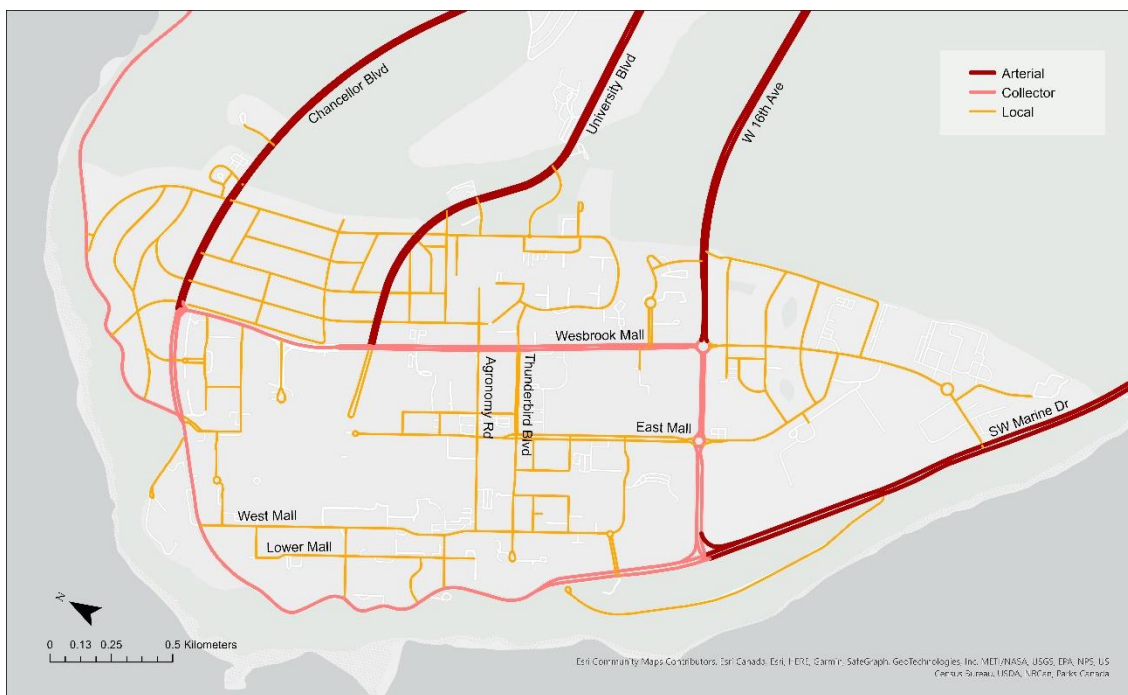 Chancellor Blvd
University Blvd
W 16th Ave
Arterial
Collector
Local
Wesbrook Mall
Agronomy Rd
Thunderbird Blvd
East Mall
SW Marine Dr
West Mall
Lower Mall
N
0 0.13 0.25 0.5 Kilometers
Esri Community Maps Contributors, Esri Canada, Esri, HERE, Garmin, SafeGraph, GeoTechnologies, Inc, METI/NASA, USGS, EPA, NPS, US
Census Bureau, USDA, NRCan, Parks Canada